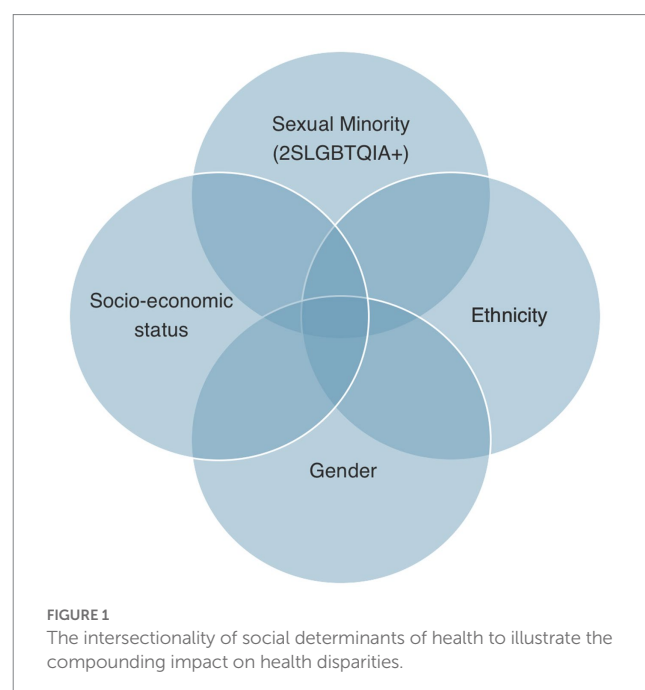 Sexual Minority
(2SLGBTQIA+)
Socio-economic
status
Ethnicity
Gender
FIGURE 1
The intersectionality of social determinants of health to illustrate the
compounding impact on health disparities.